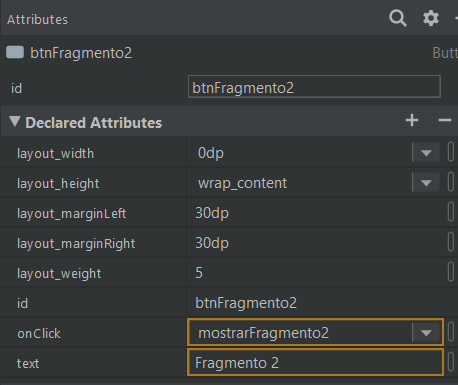 Attributes
btnFragmento2 Butt
id btnFragmento2
Declared Attributes
layout_width 0dp
layout_height wrap_content
layout_marginLeft 30dp
layout_marginRight 30dp
layout_weight 5
id btnFragmento2
onClick mostrarFragmento2
text Fragmento 2